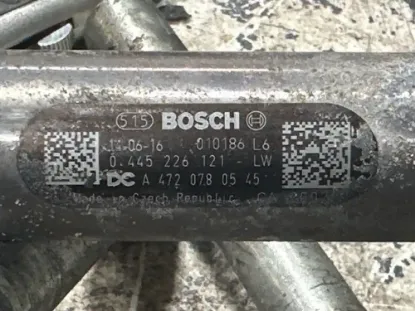 515 BOSCH
-06-16 010186 L6
0 445 226 121 - LW
DC A 472 078 05 45
Made in Czech Republic